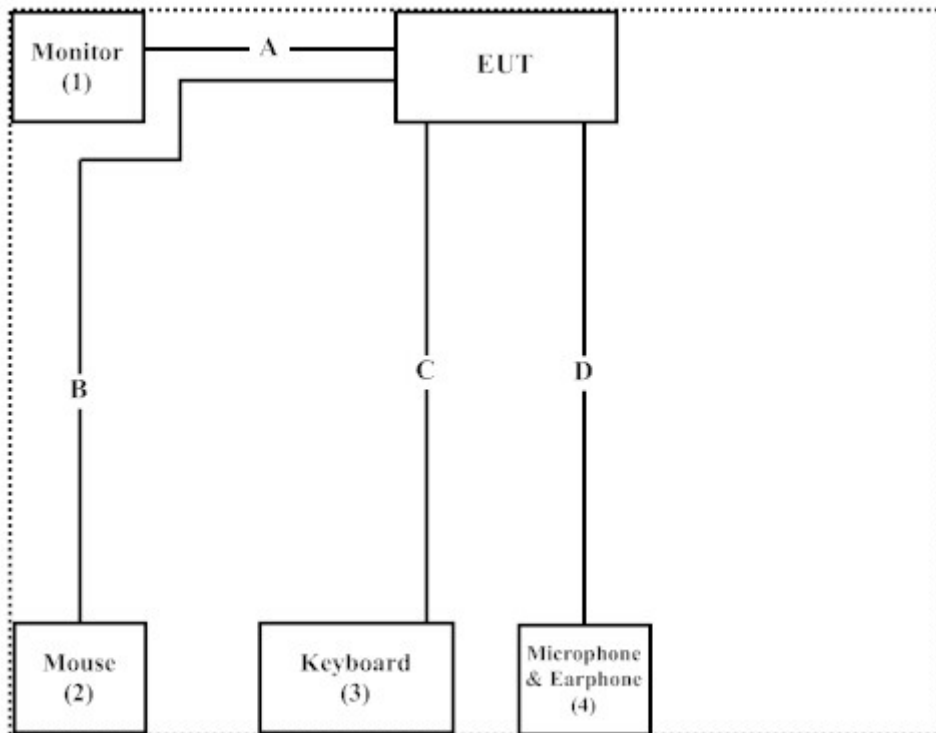 Monitor
(1)
A
EUT
B
C
D
Mouse
(2)
Keyboard
(3)
Microphone
& Earphone
(4)